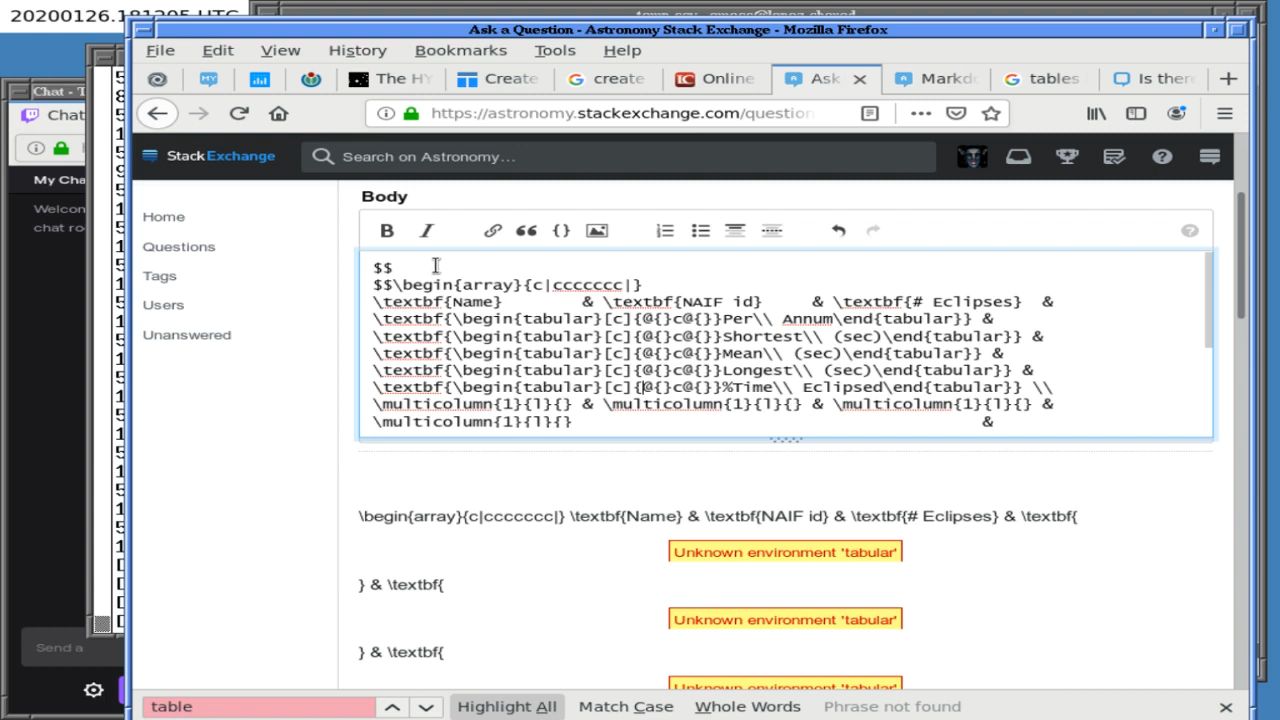 20200126.181205 UTC
Ask a Question - Astronomy Stack Exchange - Mozilla Firefox
File Edit View History Bookmarks Tools Help
The HY Create create Online Ask Markd tables Is ther
https://astronomy.stackexchange.com/question
Chat - T
Chat
My Cha
Welcon
chat ro
Send a
StackExchange Search on Astronomy...
Home
Questions
Tags
Users
Unanswered
Body
B I
$$
$$\begin{array}{c|ccccccc|}
\textbf{Name} & \textbf{NAIF id} & \textbf{# Eclipses} &
\textbf{\begin{tabular}[c]{@{}c@{}}Per\\ Annum\end{tabular}} &
\textbf{\begin{tabular}[c]{@{}c@{}}Shortest\\ (sec)\end{tabular}} &
\textbf{\begin{tabular}[c]{@{}c@{}}Mean\\ (sec)\end{tabular}} &
\textbf{\begin{tabular}[c]{@{}c@{}}Longest\\ (sec)\end{tabular}} &
\textbf{\begin{tabular}[c]{@{}c@{}}%Time\\ Eclipsed\end{tabular}} \\
\multicolumn{1}{l}{} & \multicolumn{1}{l}{} & \multicolumn{1}{l}{} &
\multicolumn{1}{l}{} &
\begin{array}{c|ccccccc|} \textbf{Name} & \textbf{NAIF id} & \textbf{# Eclipses} & \textbf{
Unknown environment 'tabular'
} & \textbf{
Unknown environment 'tabular'
} & \textbf{
Unknown environment 'tabular'
table Highlight All Match Case Whole Words Phrase not found